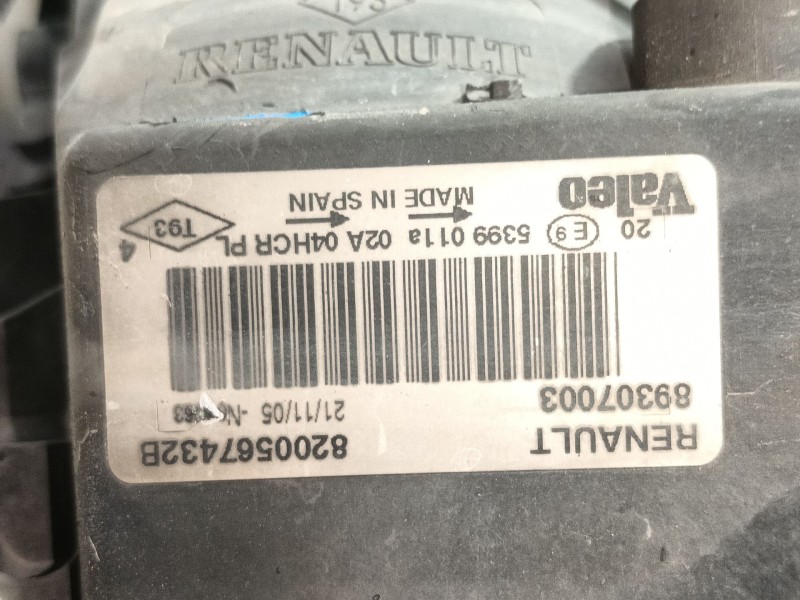 T93
RENAULT
RENAULT 8200567432B
89307003 21/11/05
20 E9 5399 011a 02A 04HCR PL T93 4
Valeo MADE IN SPAIN